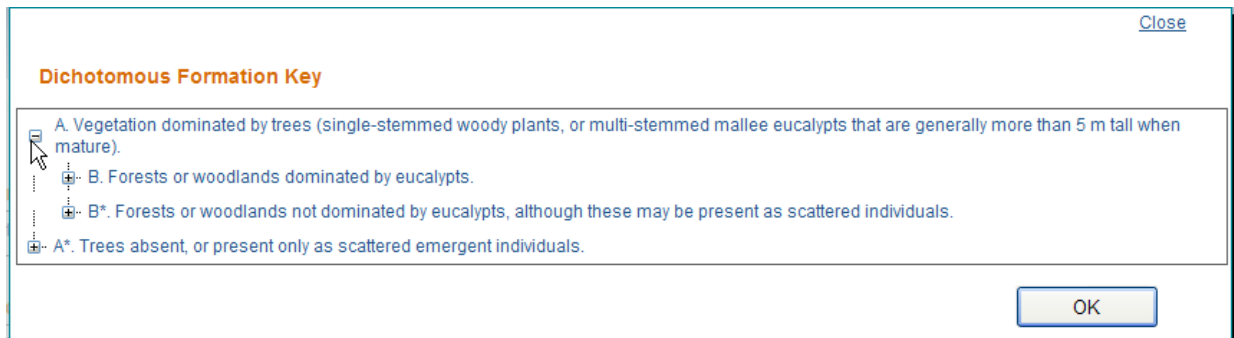 Close
Dichotomous Formation Key
A. Vegetation dominated by trees (single-stemmed woody plants, or multi-stemmed mallee eucalypts that are generally more than 5 m tall when
mature).
B. Forests or woodlands dominated by eucalypts.
B*. Forests or woodlands not dominated by eucalypts, although these may be present as scattered individuals.
A*. Trees absent, or present only as scattered emergent individuals.
OK